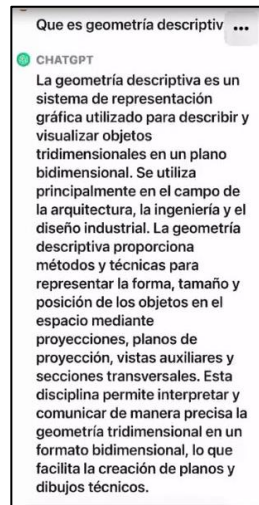 Que es geometría descriptiv ...
CHATGPT
La geometría descriptiva es un
sistema de representación
gráfica utilizado para describir y
visualizar objetos
tridimensionales en un plano
bidimensional. Se utiliza
principalmente en el campo de
la arquitectura, la ingeniería y el
diseño industrial. La geometría
descriptiva proporciona
métodos y técnicas para
representar la forma, tamaño y
posición de los objetos en el
espacio mediante
proyecciones, planos de
proyección, vistas auxiliares y
secciones transversales. Esta
disciplina permite interpretar y
comunicar de manera precisa la
geometría tridimensional en un
formato bidimensional, lo que
facilita la creación de planos y
dibujos técnicos.